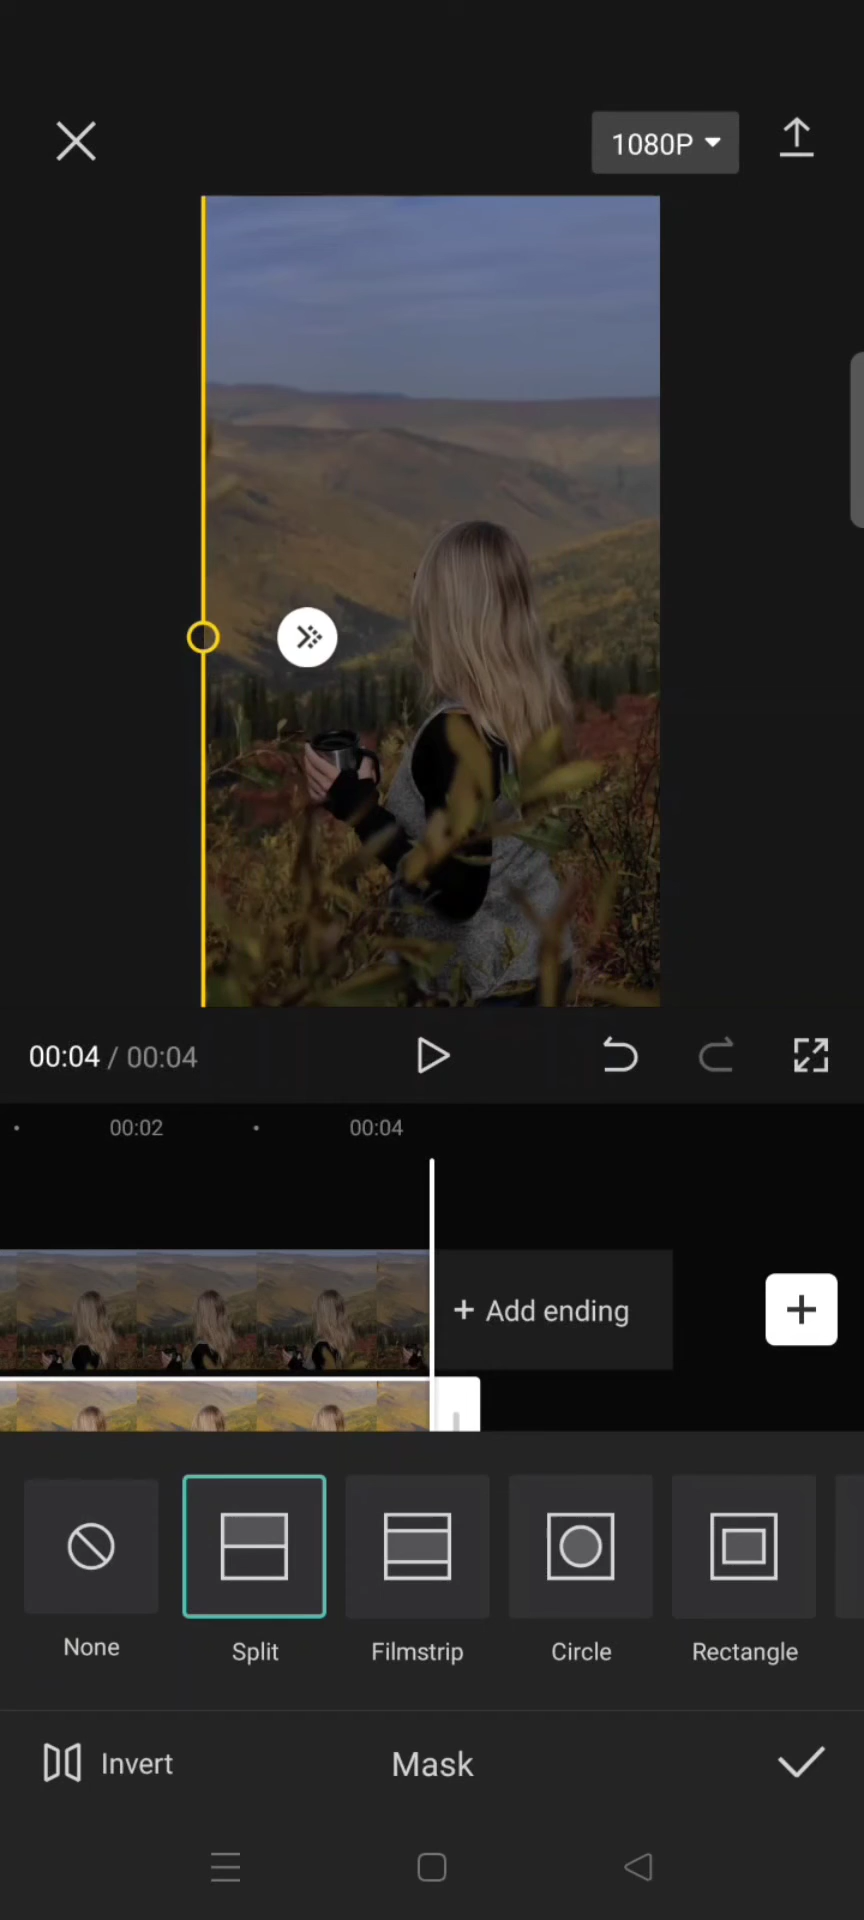 1080P
00:04 / 00:04
00:02 00:04
+ Add ending
None Split Filmstrip Circle Rectangle
Invert Mask